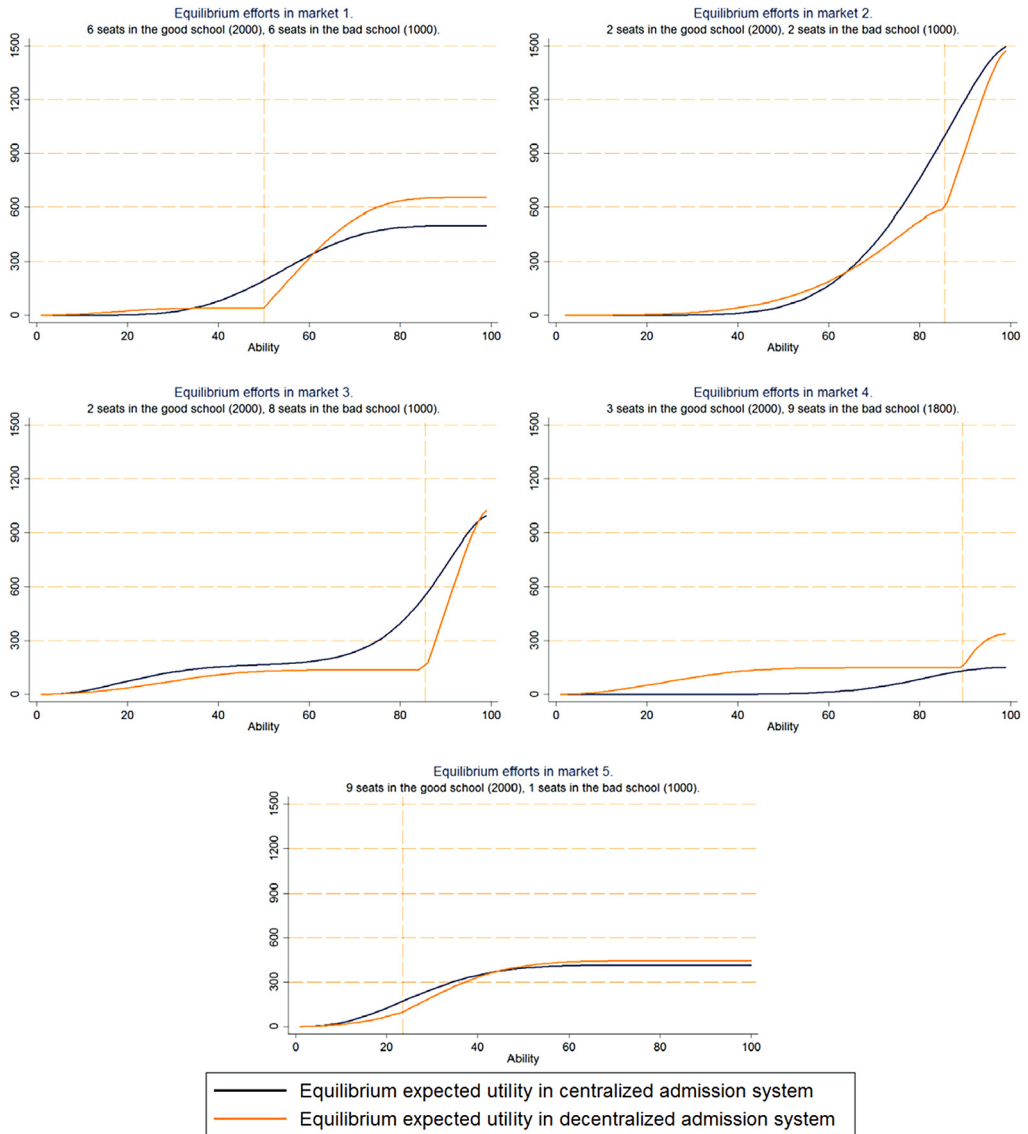 Equilibrium efforts in market 1.
6 seats in the good school (2000), 6 seats in the bad school (1000).
1500
1200
900
600
300
0
0 20 40 60 80 100
Ability
Equilibrium efforts in market 2.
2 seats in the good school (2000), 2 seats in the bad school (1000).
1500
1200
900
600
300
0
0 20 40 60 80 100
Ability
Equilibrium efforts in market 3.
2 seats in the good school (2000), 8 seats in the bad school (1000).
1500
1200
900
600
300
0
0 20 40 60 80 100
Ability
Equilibrium efforts in market 4.
3 seats in the good school (2000), 9 seats in the bad school (1800).
1500
1200
900
600
300
0
0 20 40 60 80 100
Ability
Equilibrium efforts in market 5.
9 seats in the good school (2000), 1 seats in the bad school (1000).
1500
1200
900
600
300
0
0 20 40 60 80 100
Ability
Equilibrium expected utility in centralized admission system
Equilibrium expected utility in decentralized admission system